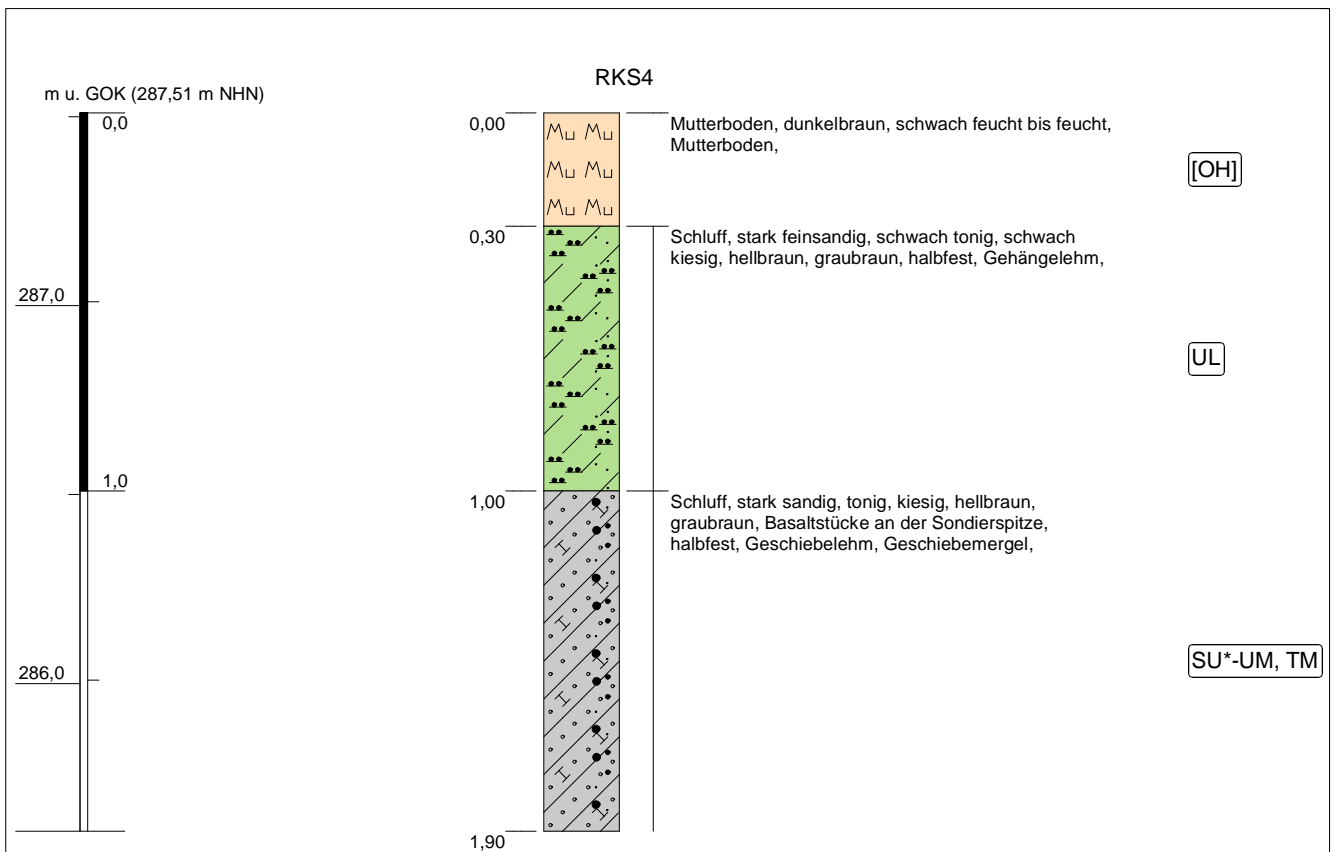 RKS4
m u. GOK (287,51 m NHN)
0,0
0,00
Mutterboden, dunkelbraun, schwach feucht bis feucht,
Mutterboden,
[OH]
0,30
Schluff, stark feinsandig, schwach tonig, schwach
kiesig, hellbraun, graubraun, halbfest, Gehängelehm,
287,0
UL
1,0
1,00
Schluff, stark sandig, tonig, kiesig, hellbraun,
graubraun, Basaltstücke an der Sondierspitze,
halbfest, Geschiebelehm, Geschiebemergel,
286,0
SU*-UM, TM
1,90